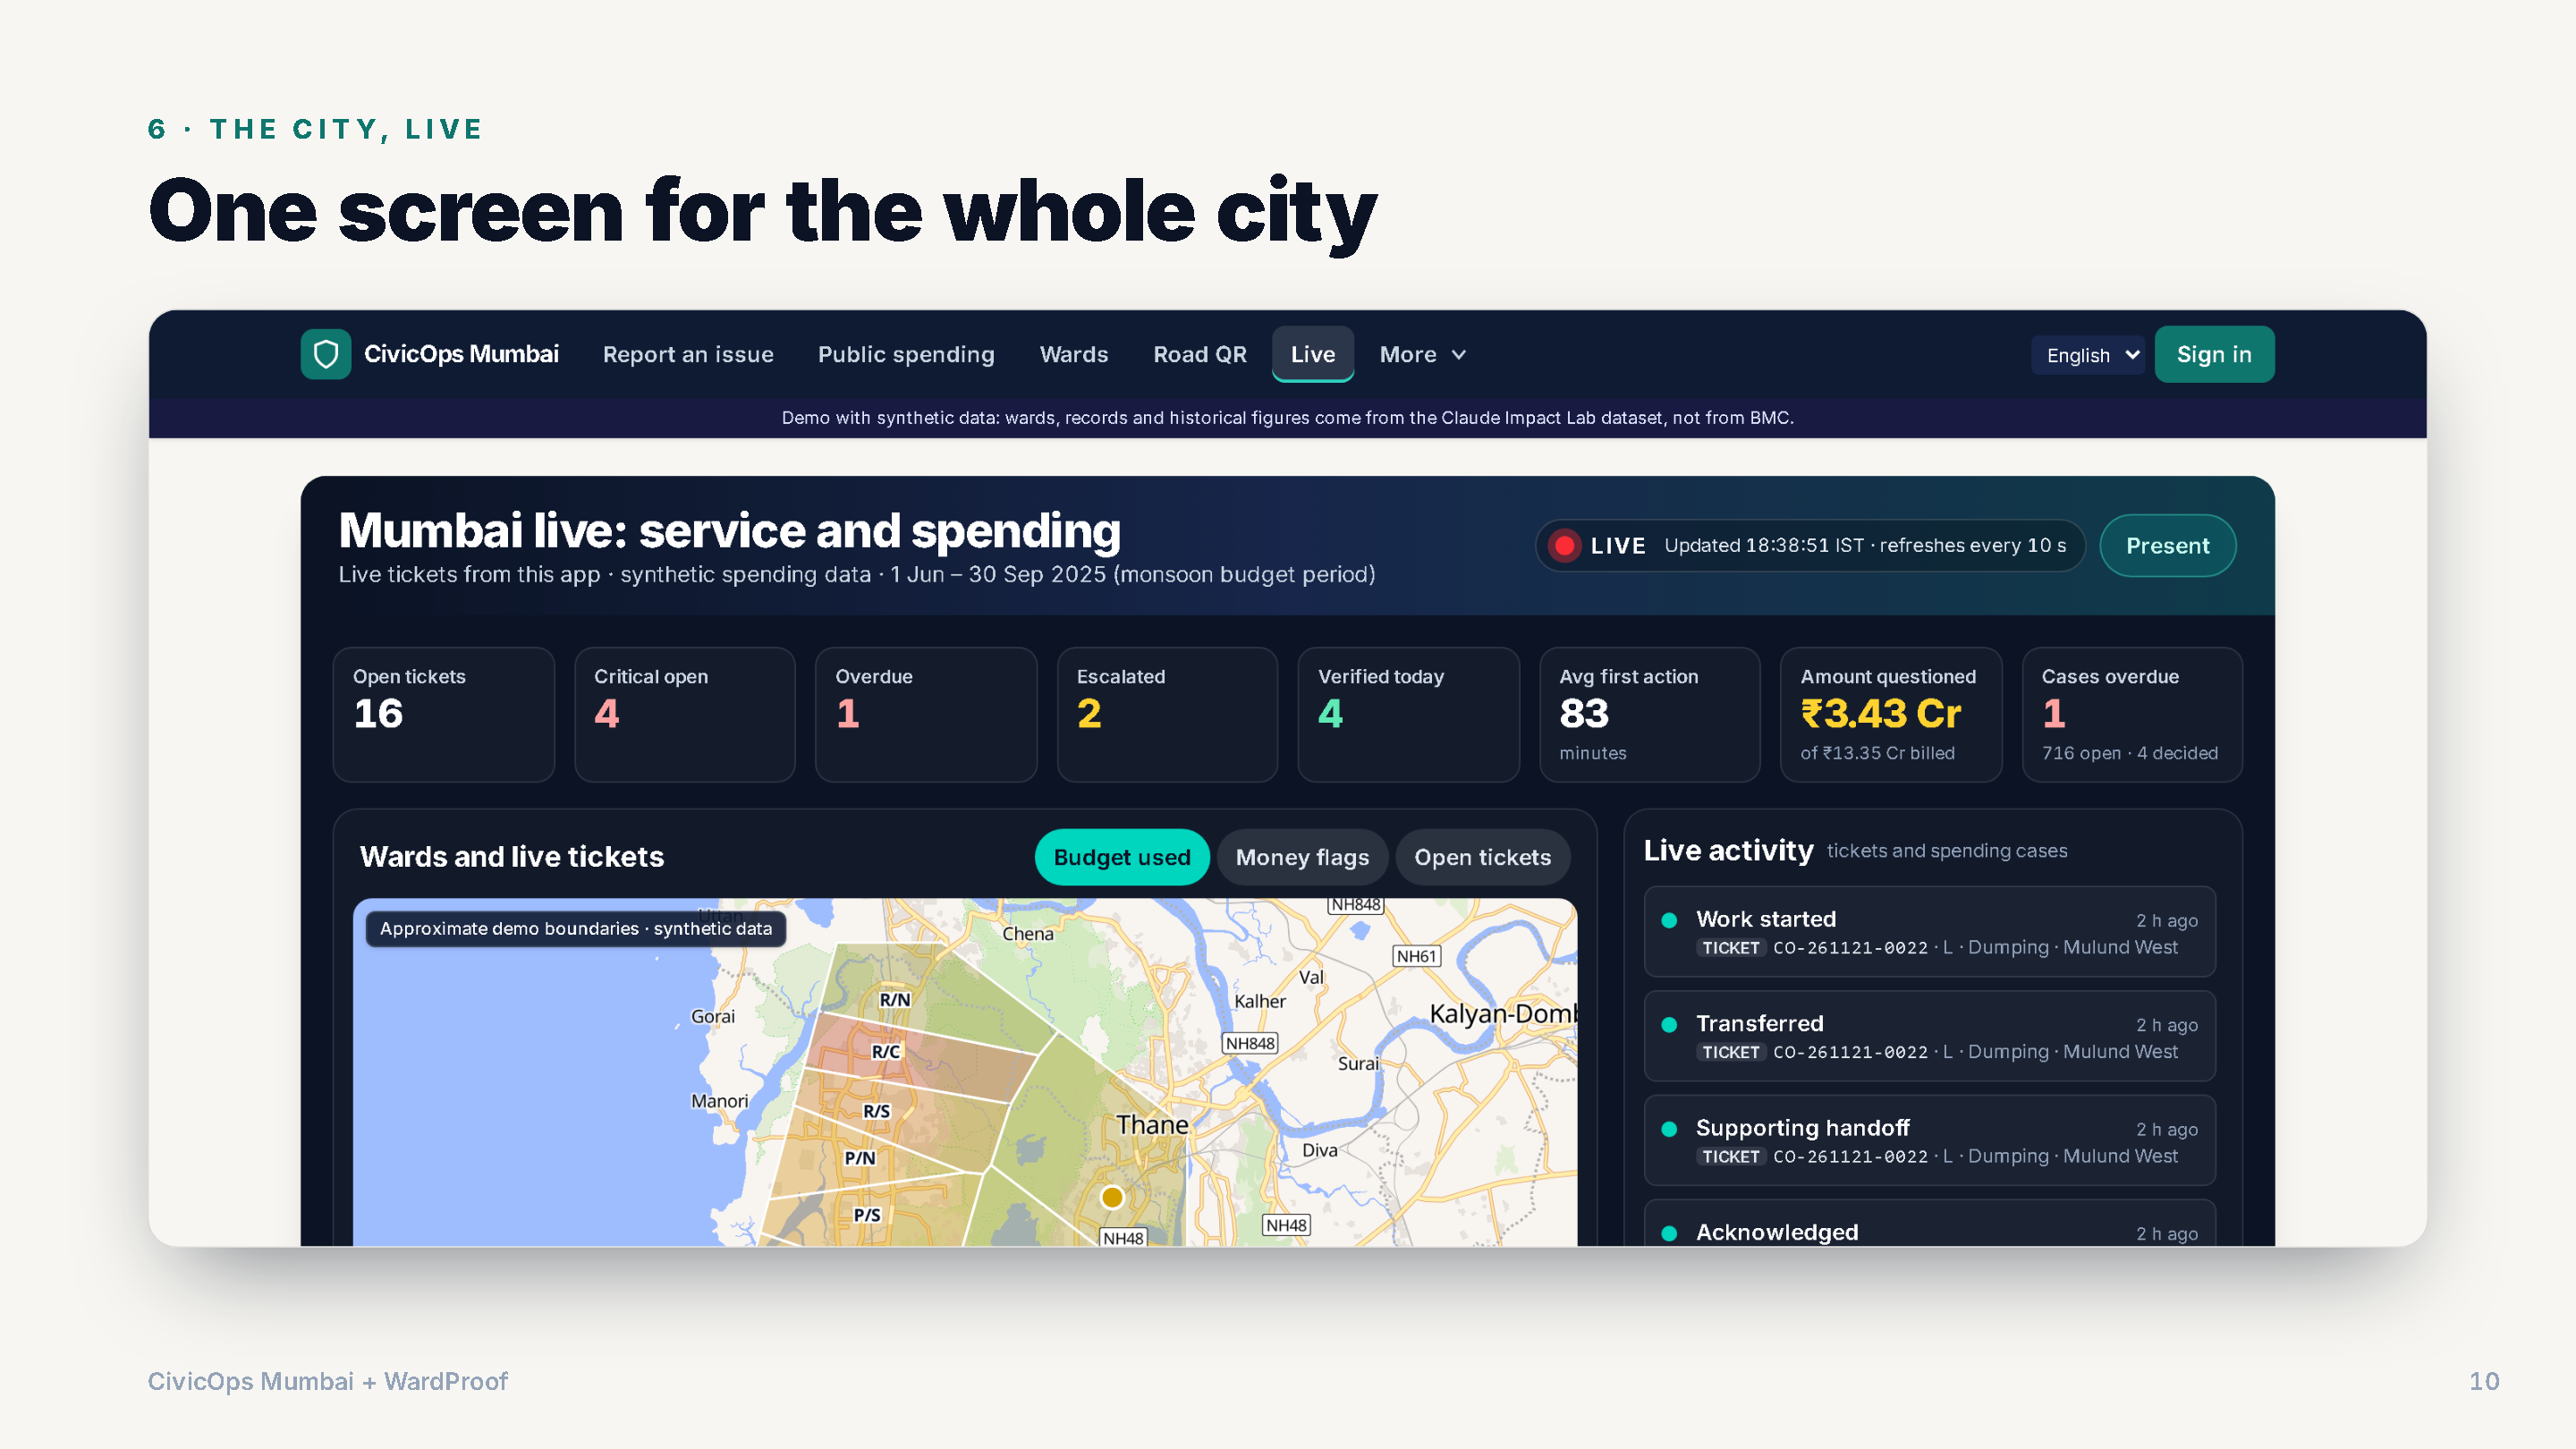 6 · THE CITY, LIVE
One screen for the whole city
CivicOps Mumbai
Report an issue
Public spending
Wards
Road QR
Live
More
English
Sign in
Demo with synthetic data: wards, records and historical figures come from the Claude Impact Lab dataset, not from BMC.
Mumbai live: service and spending
Live tickets from this app · synthetic spending data · 1 Jun – 30 Sep 2025 (monsoon budget period)
LIVE Updated 18:38:51 IST · refreshes every 10 s
Present
Open tickets
16
Critical open
4
Overdue
1
Escalated
2
Verified today
4
Avg first action
83
minutes
Amount questioned
₹3.43 Cr
of ₹13.35 Cr billed
Cases overdue
1
716 open · 4 decided
Wards and live tickets
Budget used
Money flags
Open tickets
Uttan
Approximate demo boundaries · synthetic data
NH848
Chena
NH61
Val
R/N
Kalher
Gorai
Kalyan-Domb
NH848
R/C
Surai
Manori
R/S
Thane
Diva
P/N
P/S
NH48
NH48
Live activity tickets and spending cases
Work started 2 h ago
TICKET CO-261121-0022 · L · Dumping · Mulund West
Transferred 2 h ago
TICKET CO-261121-0022 · L · Dumping · Mulund West
Supporting handoff 2 h ago
TICKET CO-261121-0022 · L · Dumping · Mulund West
Acknowledged 2 h ago
CivicOps Mumbai + WardProof
10